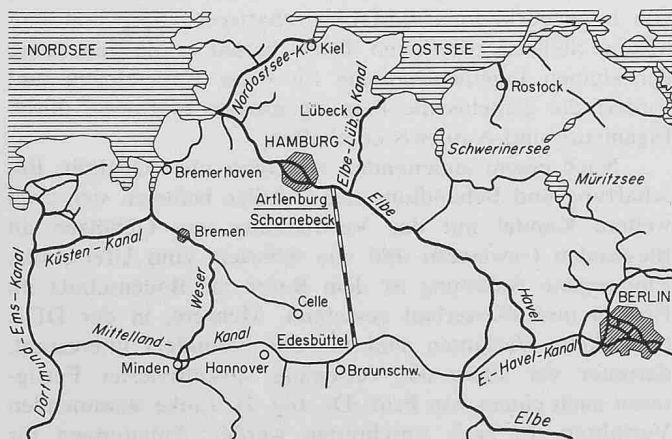 NORDSEE
OSTSEE
Nordostsee-K.
Kiel
Rostock
Lübeck
Elbe-Lüb. Kanal
HAMBURG
Schwerinersee
Müritzsee
Bremerhaven
Artlenburg
Elbe
Scharnebeck
Küsten-Kanal
Bremen
Weser
Havel
BERLIN
Celle
Dortmund Ems-Kanal
Mittelland-
Kanal
Edesbüttel
E.-Havel-Kanal
Minden
Hannover
Braunschw.
Elbe